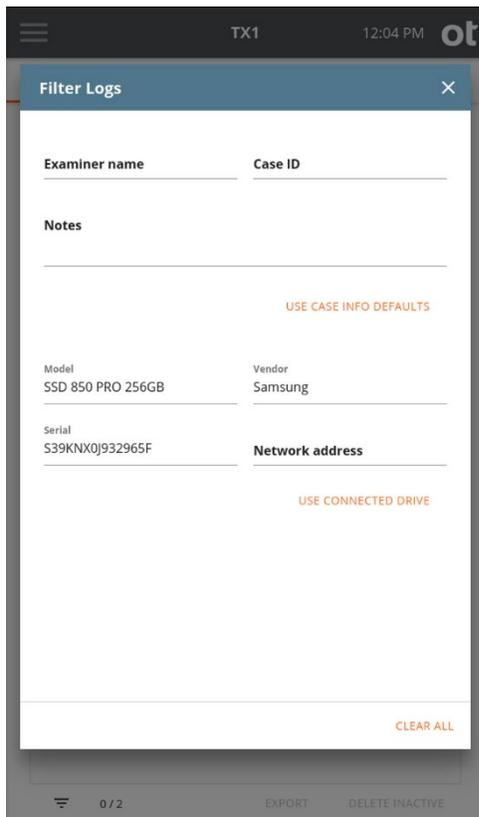 TX1 12:04 PM ot
Filter Logs
Examiner name Case ID
Notes
USE CASE INFO DEFAULTS
Model Vendor
SSD 850 PRO 256GB Samsung
Serial
S39KNX0J932965F Network address
USE CONNECTED DRIVE
CLEAR ALL
0 / 2 EXPORT DELETE INACTIVE